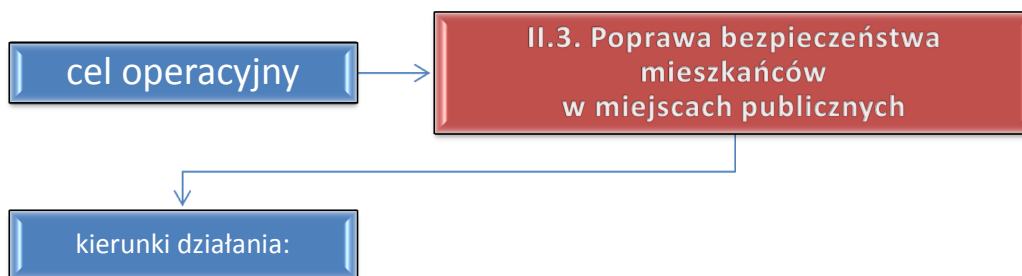 cel operacyjny
II.3. Poprawa bezpieczeństwa
mieszkańców
w miejscach publicznych
kierunki działania: